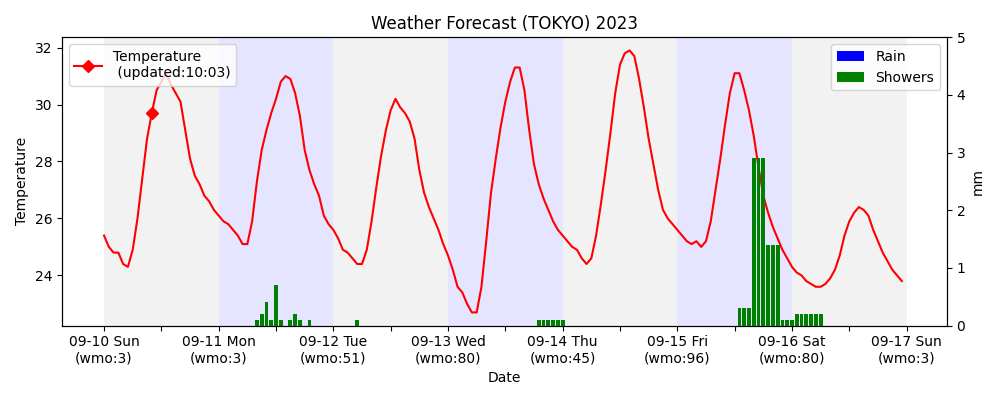 Weather Forecast (TOKYO) 2023
Temperature
(updated:10:03)
Rain
Showers
32
30
28
26
24
Temperature
5
4
3
2
1
0
mm
09-10 Sun
(wmo:3)
09-11 Mon
(wmo:3)
09-12 Tue
(wmo:51)
09-13 Wed
(wmo:80)
09-14 Thu
(wmo:45)
09-15 Fri
(wmo:96)
09-16 Sat
(wmo:80)
09-17 Sun
(wmo:3)
Date